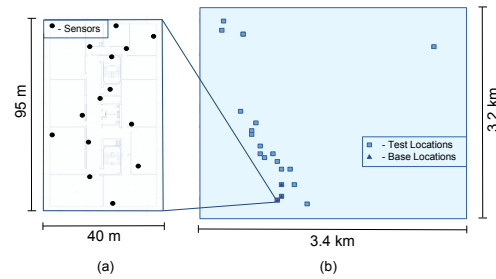 - Sensors
95 m
40 m
(a)
- Test Locations
- Base Locations
3.2 km
3.4 km
(b)